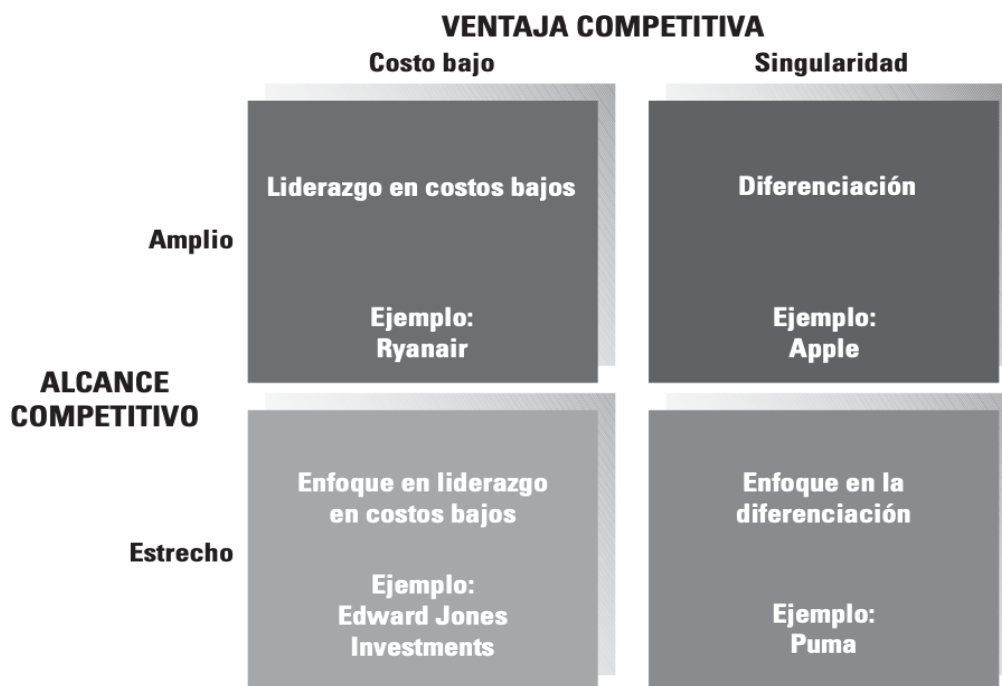 VENTAJA COMPETITIVA
Costo bajo
Singularidad
Amplio
Liderazgo en costos bajos
Ejemplo:
Ryanair
Diferenciación
Ejemplo:
Apple
ALCANCE
COMPETITIVO
Estrecho
Enfoque en liderazgo
en costos bajos
Ejemplo:
Edward Jones
Investments
Enfoque en la
diferenciación
Ejemplo:
Puma